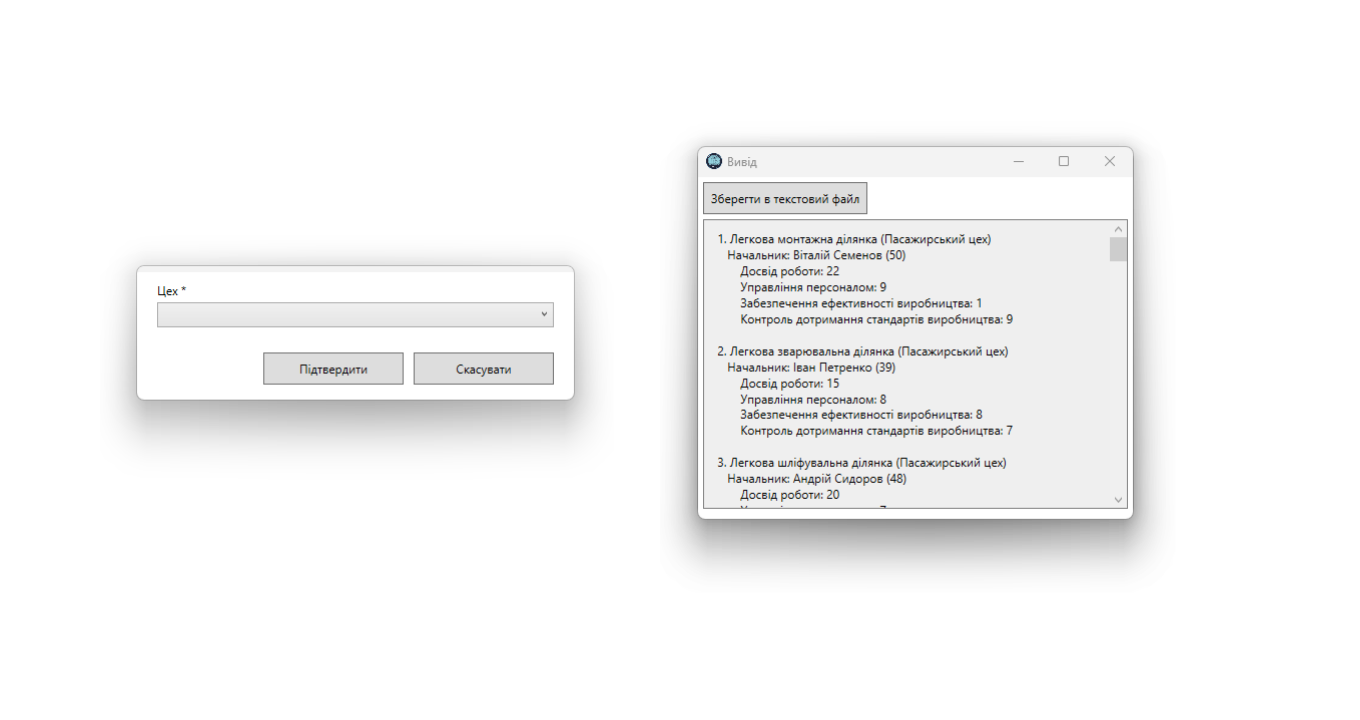 Цех *
Підтвердити
Скасувати
Вивід
Зберегти в текстовий файл
1. Легкова монтажна ділянка (Пасажирський цех)
Начальник: Віталій Семенов (50)
Досвід роботи: 22
Управління персоналом: 9
Забезпечення ефективності виробництва: 1
Контроль дотримання стандартів виробництва: 9
2. Легкова зварювальна ділянка (Пасажирський цех)
Начальник: Іван Петренко (39)
Досвід роботи: 15
Управління персоналом: 8
Забезпечення ефективності виробництва: 8
Контроль дотримання стандартів виробництва: 7
3. Легкова шліфувальна ділянка (Пасажирський цех)
Начальник: Андрій Сидоров (48)
Досвід роботи: 20